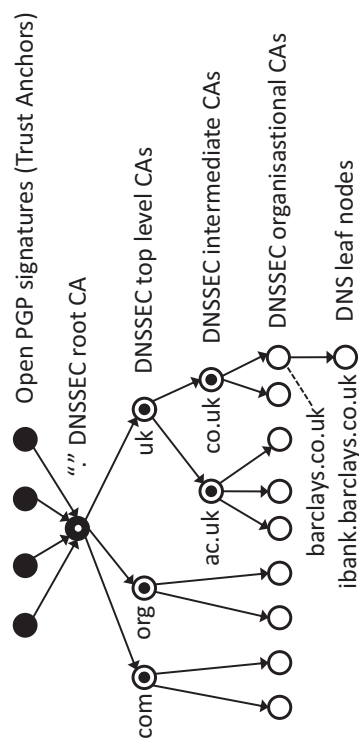 Open PGP signatures (Trust Anchors)
“.” DNSSEC root CA
DNSSEC top level CAs
com
org
uk
DNSSEC intermediate CAs
ac.uk
co.uk
DNSSEC organisastional CAs
barclays.co.uk
DNS leaf nodes
ibank.barclays.co.uk